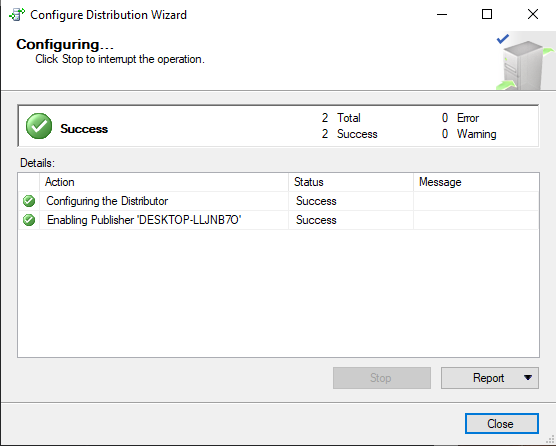 Configure Distribution Wizard
Configuring...
Click Stop to interrupt the operation.
Success
2 Total 0 Error
2 Success 0 Warning
Details:
Action Status Message
Configuring the Distributor Success
Enabling Publisher 'DESKTOP-LLJNB7O' Success
Stop Report
Close